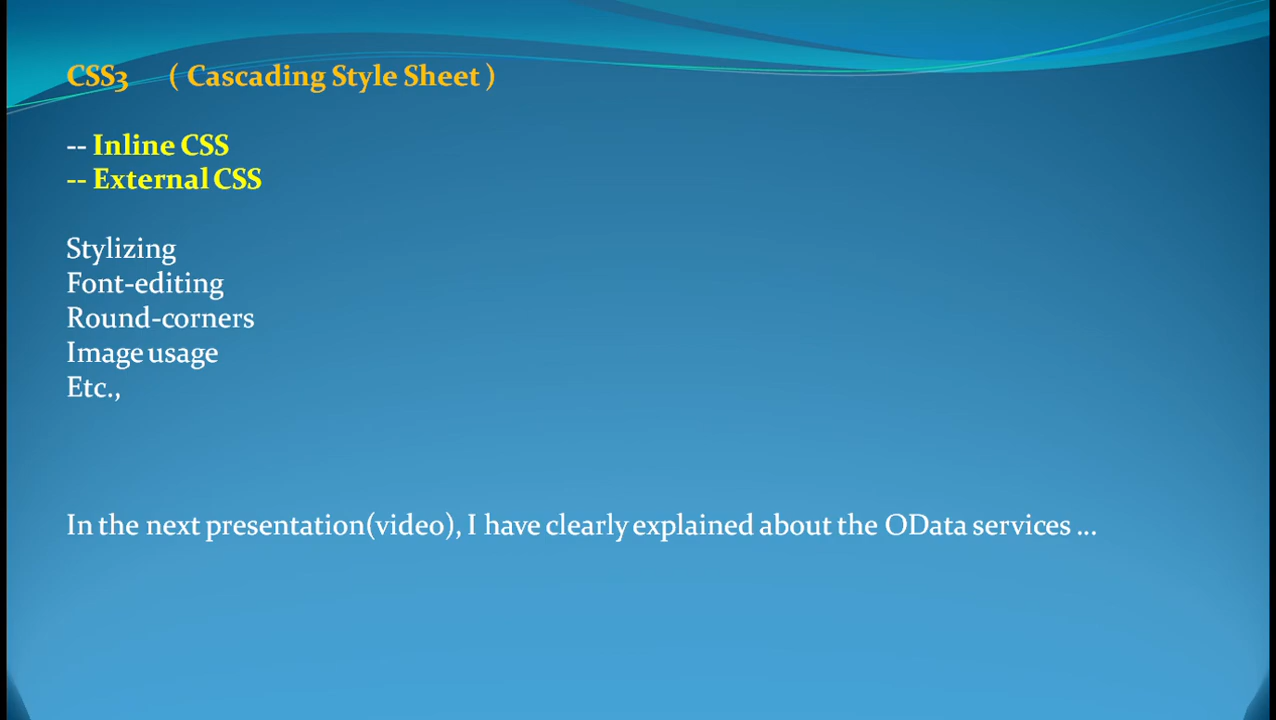 CSS3 ( Cascading Style Sheet )
-- Inline CSS
-- External CSS
Stylizing
Font-editing
Round-corners
Image usage
Etc.,
In the next presentation(video), I have clearly explained about the OData services ...